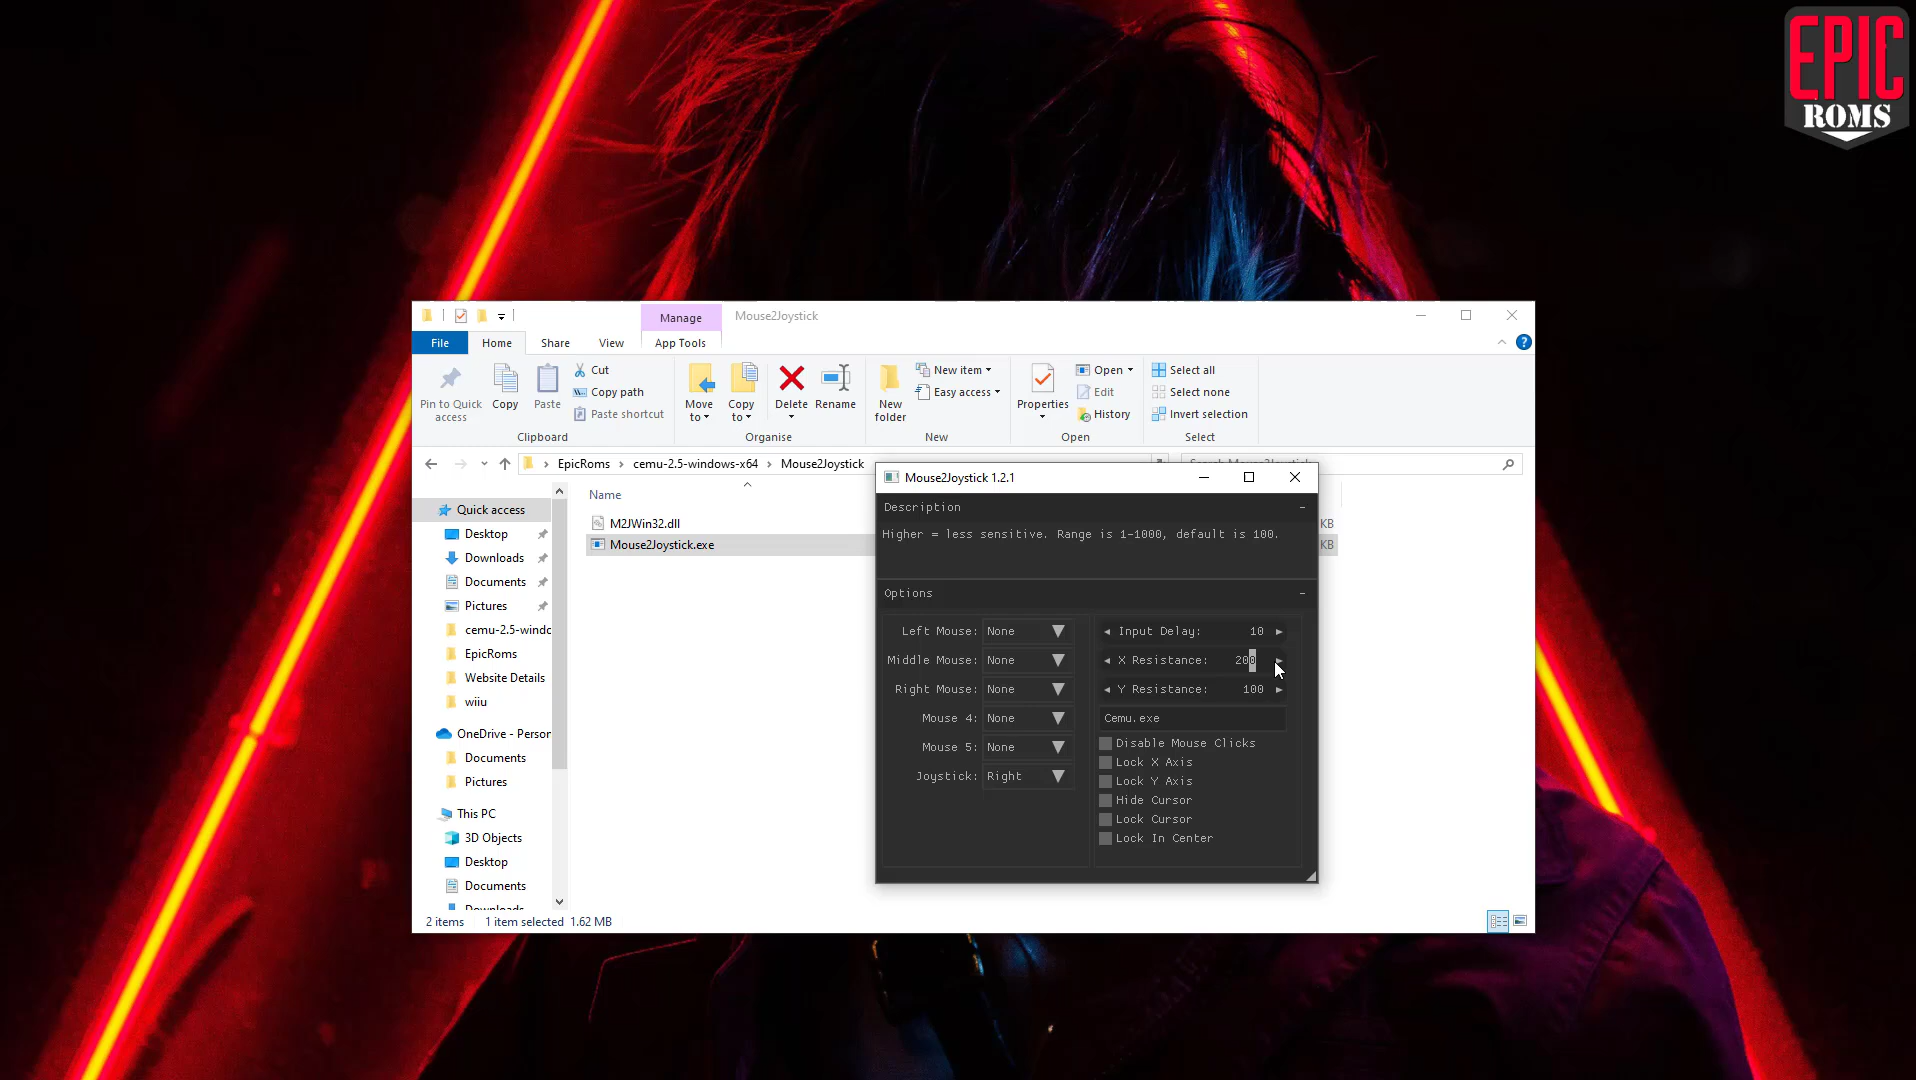 EPIC
ROMS
Manage
Mouse2Joystick
File
Home
Share
View
App Tools
Pin to Quick access
Copy
Paste
Cut
Copy path
Paste shortcut
Clipboard
Move to
Copy to
Delete
Rename
Organise
New folder
New item
Easy access
New
Properties
Open
Edit
History
Open
Select all
Select none
Invert selection
Select
EpicRoms
cemu-2.5-windows-x64
Mouse2Joystick
Name
M2JWin32.dll
KB
Mouse2Joystick.exe
KB
Quick access
Desktop
Downloads
Documents
Pictures
cemu-2.5-windo
EpicRoms
Website Details
wiiu
OneDrive - Person
Documents
Pictures
This PC
3D Objects
Desktop
Documents
2 items
1 item selected 1.62 MB
Mouse2Joystick 1.2.1
Description
Higher = less sensitive. Range is 1-1000, default is 100.
Options
Left Mouse: None
Middle Mouse: None
Right Mouse: None
Mouse 4: None
Mouse 5: None
Joystick: Right
Input Delay: 10
X Resistance: 200
Y Resistance: 100
Cemu.exe
Disable Mouse Clicks
Lock X Axis
Lock Y Axis
Hide Cursor
Lock Cursor
Lock In Center